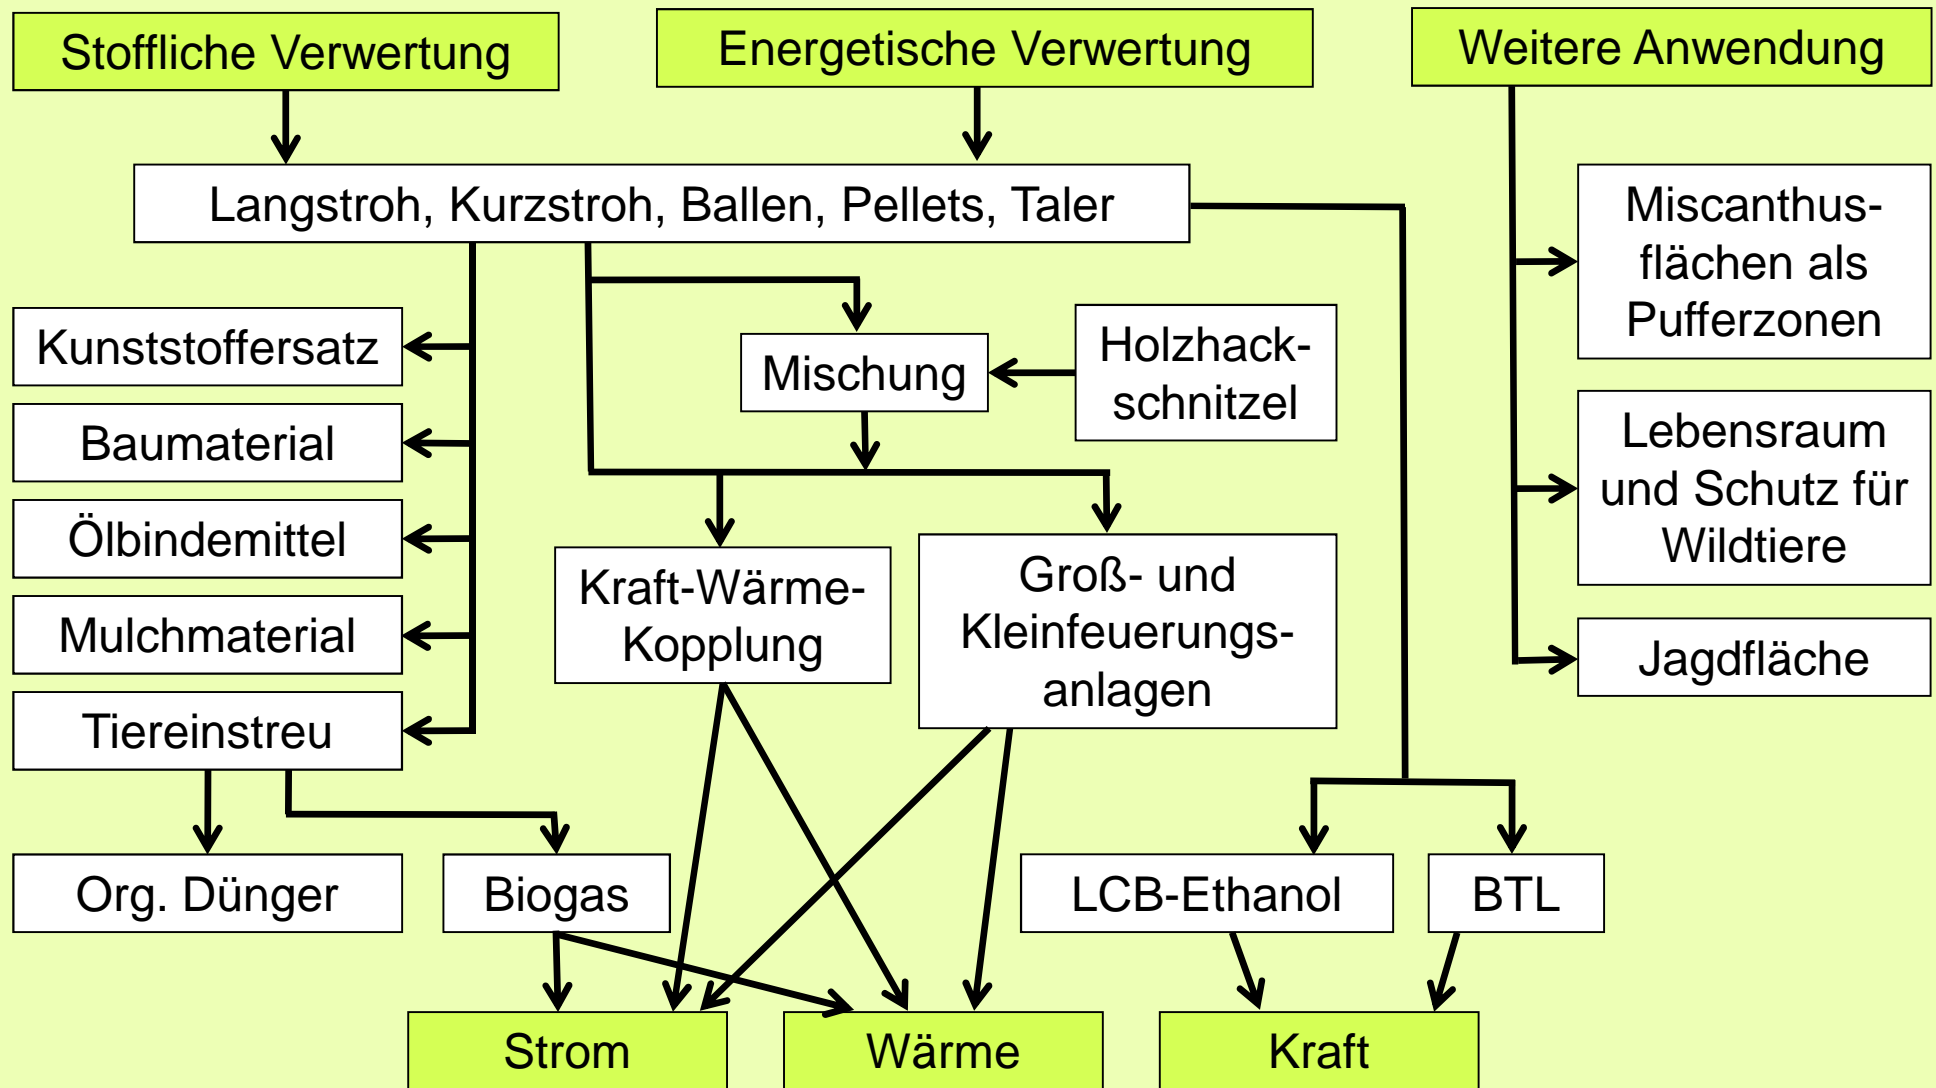 Stoffliche Verwertung
Energetische Verwertung
Weitere Anwendung
Langstroh, Kurzstroh, Ballen, Pellets, Taler
Miscanthus-
flächen als
Pufferzonen
Kunststoffersatz
Mischung
Holzhack-
schnitzel
Baumaterial
Lebensraum
und Schutz für
Wildtiere
Ölbindemittel
Kraft-Wärme-
Kopplung
Groß- und
Kleinfeuerungs-
anlagen
Mulchmaterial
Jagdfläche
Tiereinstreu
Org. Dünger
Biogas
LCB-Ethanol
BTL
Strom
Wärme
Kraft